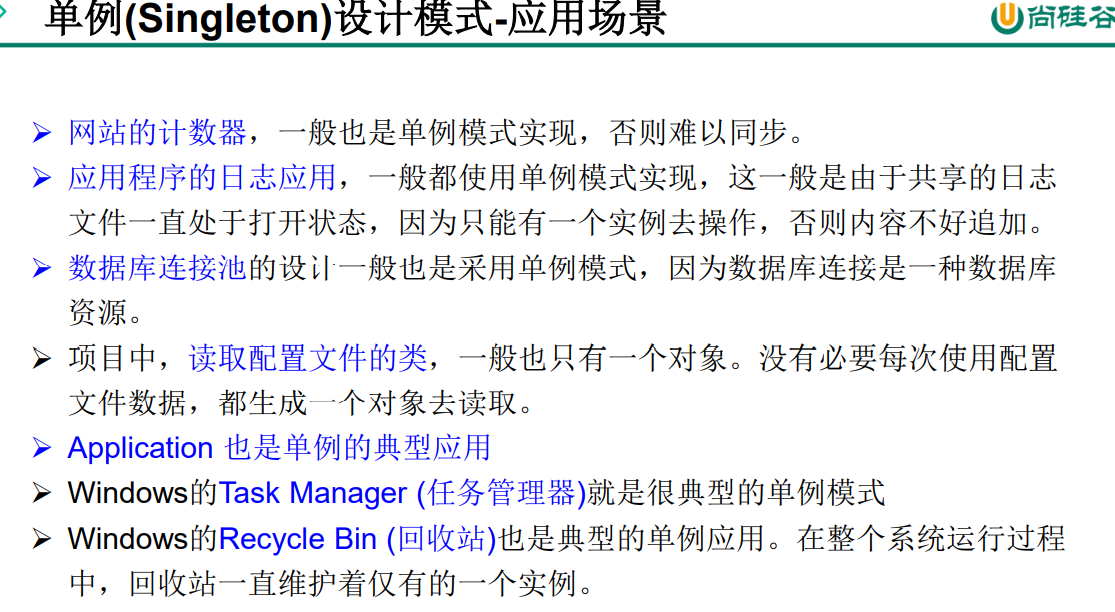 单例(Singleton)设计模式-应用场景
尚硅谷
网站的计数器，一般也是单例模式实现，否则难以同步。
应用程序的日志应用，一般都使用单例模式实现，这一般是由于共享的日志
文件一直处于打开状态，因为只能有一个实例去操作，否则内容不好追加。
数据库连接池的设计一般也是采用单例模式，因为数据库连接是一种数据库
资源。
项目中，读取配置文件的类，一般也只有一个对象。没有必要每次使用配置
文件数据，都生成一个对象去读取。
Application 也是单例的典型应用
Windows的Task Manager (任务管理器)就是很典型的单例模式
Windows的Recycle Bin (回收站)也是典型的单例应用。在整个系统运行过程
中，回收站一直维护着仅有的一个实例。